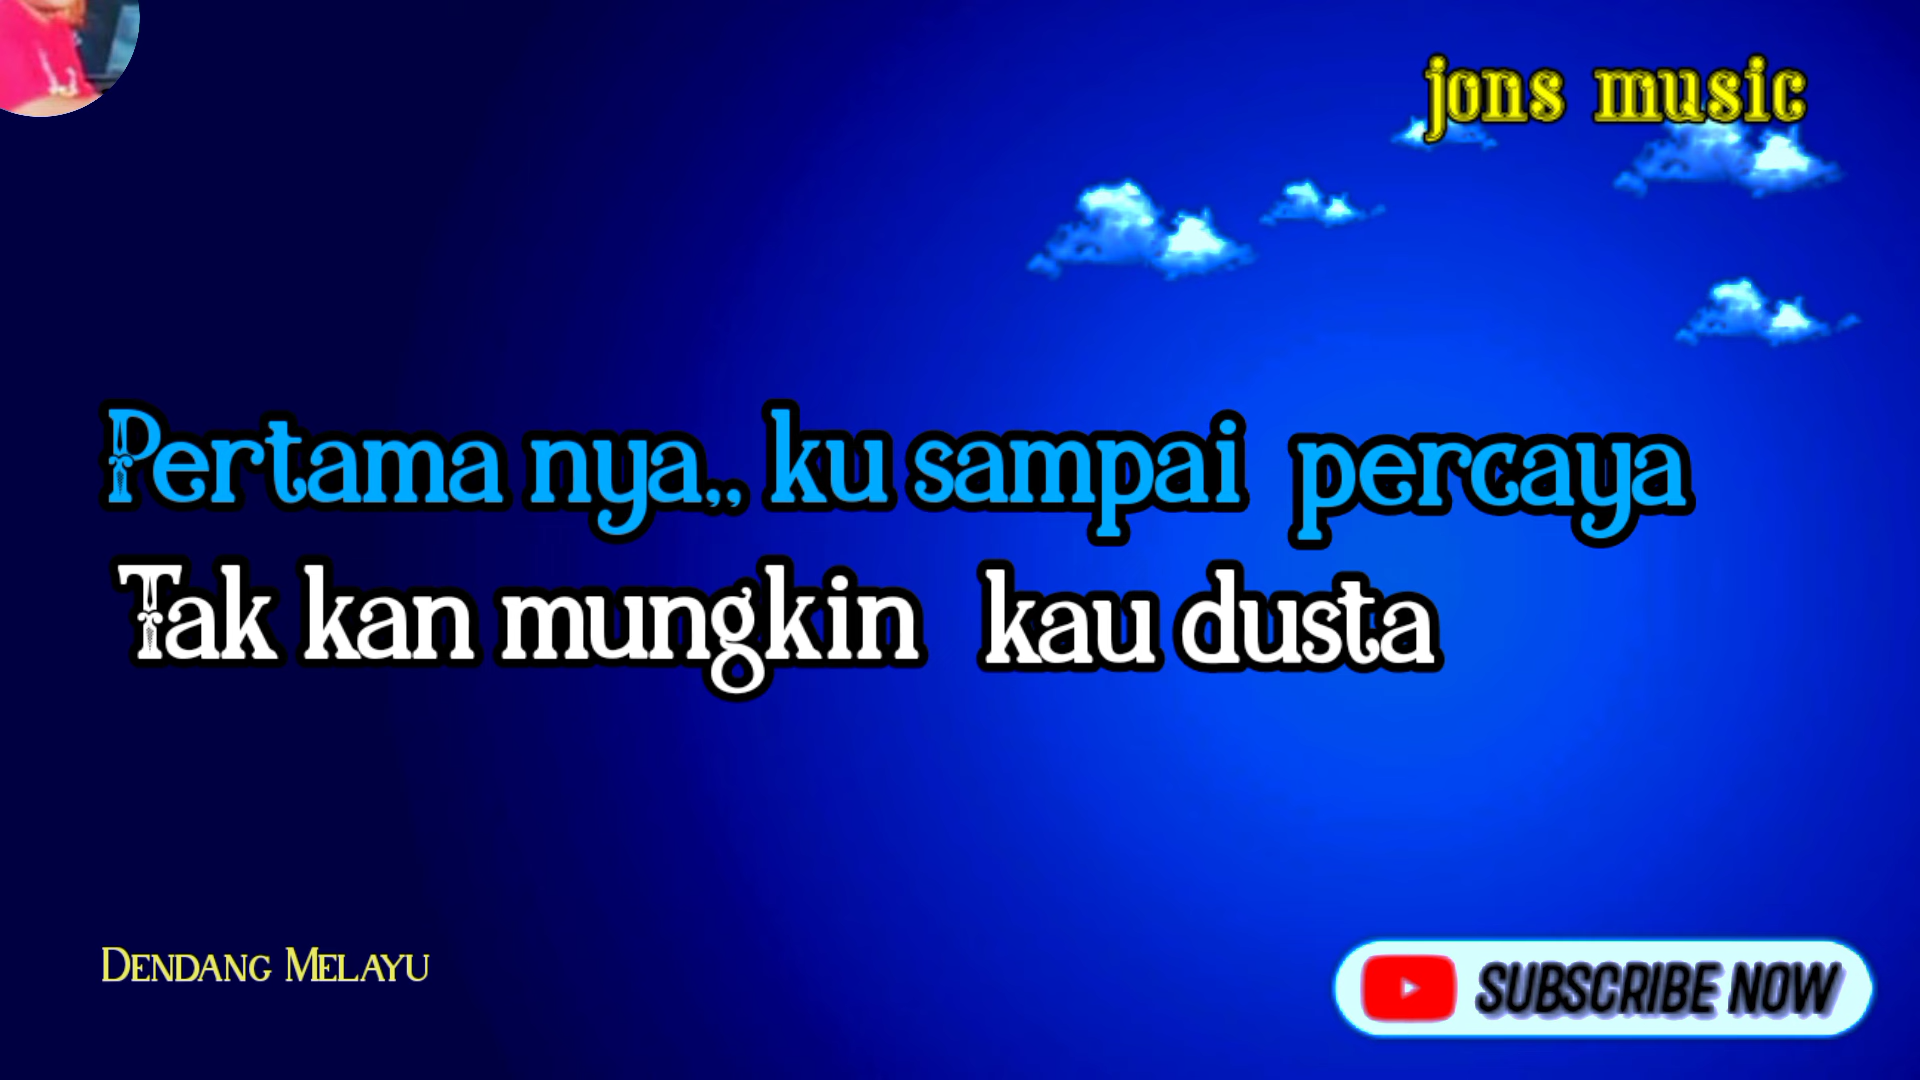 jons music
Pertama nya,, ku sampai percaya
Tak kan mungkin kau dusta
Dendang Melayu
SUBSCRIBE NOW